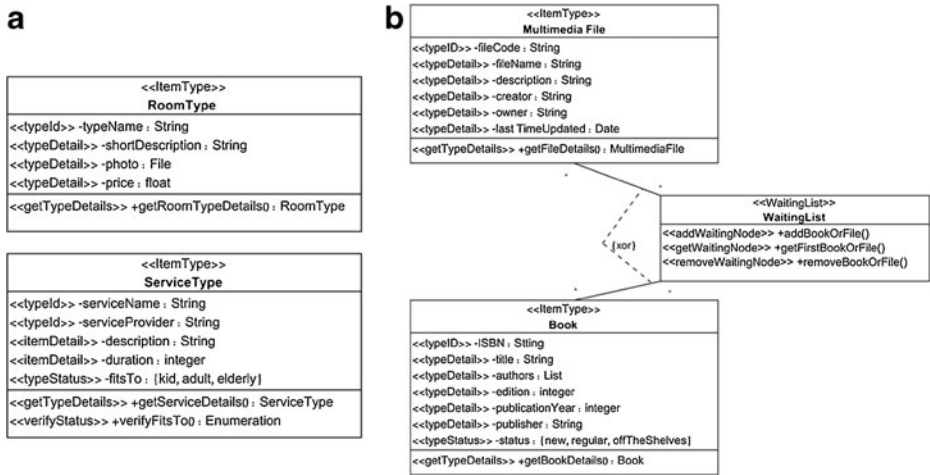 a
<<ItemType>>
RoomType
<<typeId>> -typeName : String
<<typeDetail>> -shortDescription : String
<<typeDetail>> -photo : File
<<typeDetail>> -price : float
<<getTypeDetails>> +getRoomTypeDetails() : RoomType
<<ItemType>>
ServiceType
<<typeId>> -serviceName : String
<<typeId>> -serviceProvider : String
<<itemDetail>> -description : String
<<itemDetail>> -duration : integer
<<typeStatus>> -fitsTo : {kid, adult, elderly}
<<getTypeDetails>> +getServiceDetails() : ServiceType
<<verifyStatus>> +verifyFitsTo() : Enumeration
b
<<ItemType>>
Multimedia File
<<typeID>> -fileCode : String
<<typeDetail>> -fileName : String
<<typeDetail>> -description : String
<<typeDetail>> -creator : String
<<typeDetail>> -owner : String
<<typeDetail>> -last TimeUpdated : Date
<<getTypeDetails>> +getFileDetails() : MultimediaFile
*
*
<<WaitingList>>
WaitingList
<<addWaitingNode>> +addBookOrFile()
<<getWaitingNode>> +getFirstBookOrFile()
<<removeWaitingNode>> +removeBookOrFile()
{xor}
*
*
<<ItemType>>
Book
<<typeID>> -ISBN : Stting
<<typeDetail>> -title : String
<<typeDetail>> -authors : List
<<typeDetail>> -edition : integer
<<typeDetail>> -publicationYear : integer
<<typeDetail>> -publisher : String
<<typeStatus>> -status : {new, regular, offTheShelves}
<<getTypeDetails>> +getBookDetails() : Book